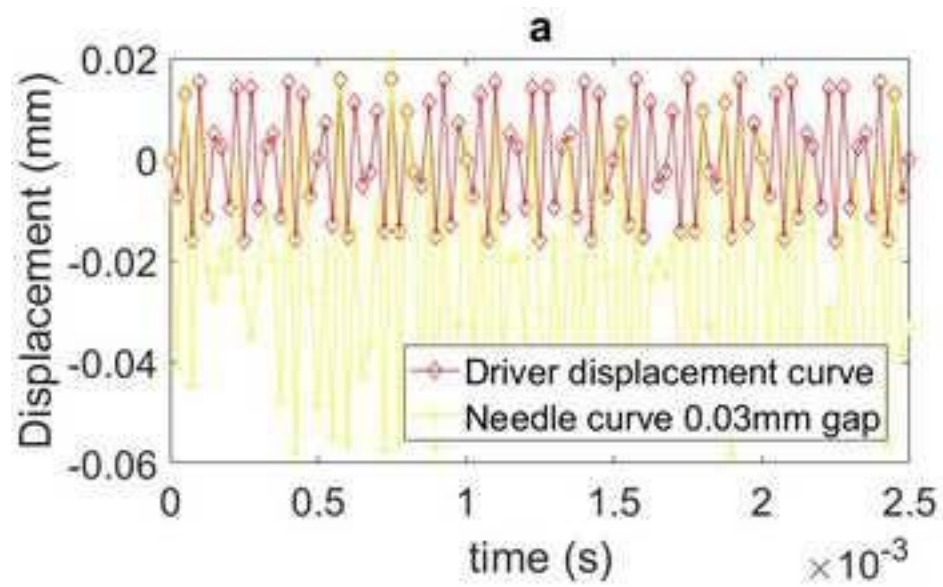 a
0.02
0
-0.02
-0.04
-0.06
Displacement (mm)
Driver displacement curve
Needle curve 0.03mm gap
0 0.5 1 1.5 2 2.5
time (s)
×10-3